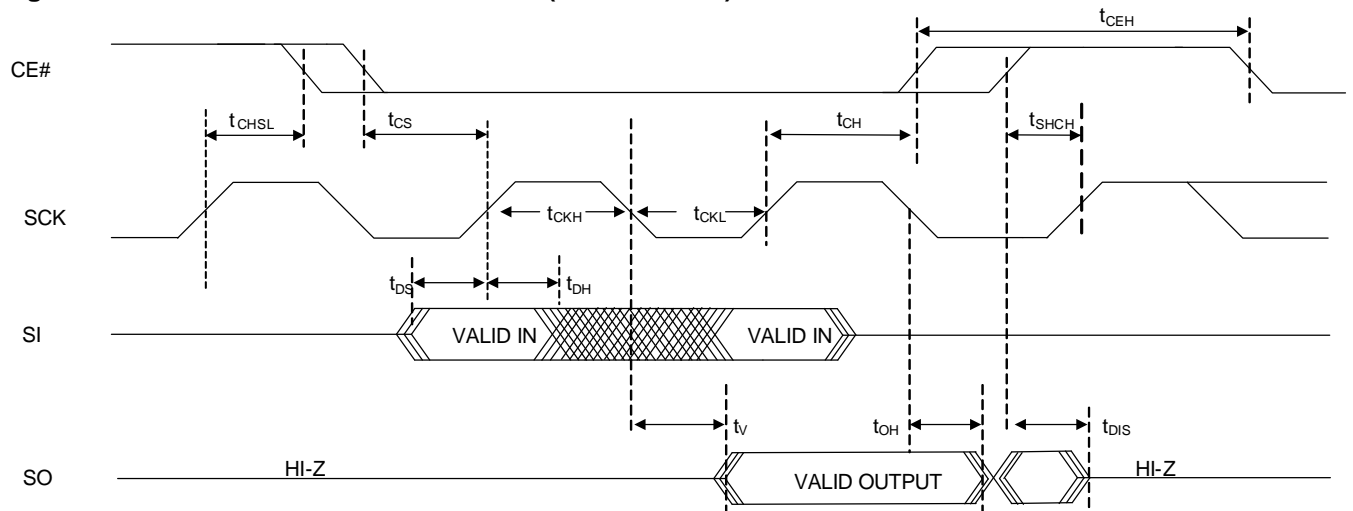 tCEH
CE#
tCHSL
tCS
tCH
tSHCH
SCK
tCKH
tCKL
tDS
tDH
SI
VALID IN
VALID IN
tV
tOH
tDIS
SO
HI-Z
VALID OUTPUT
HI-Z